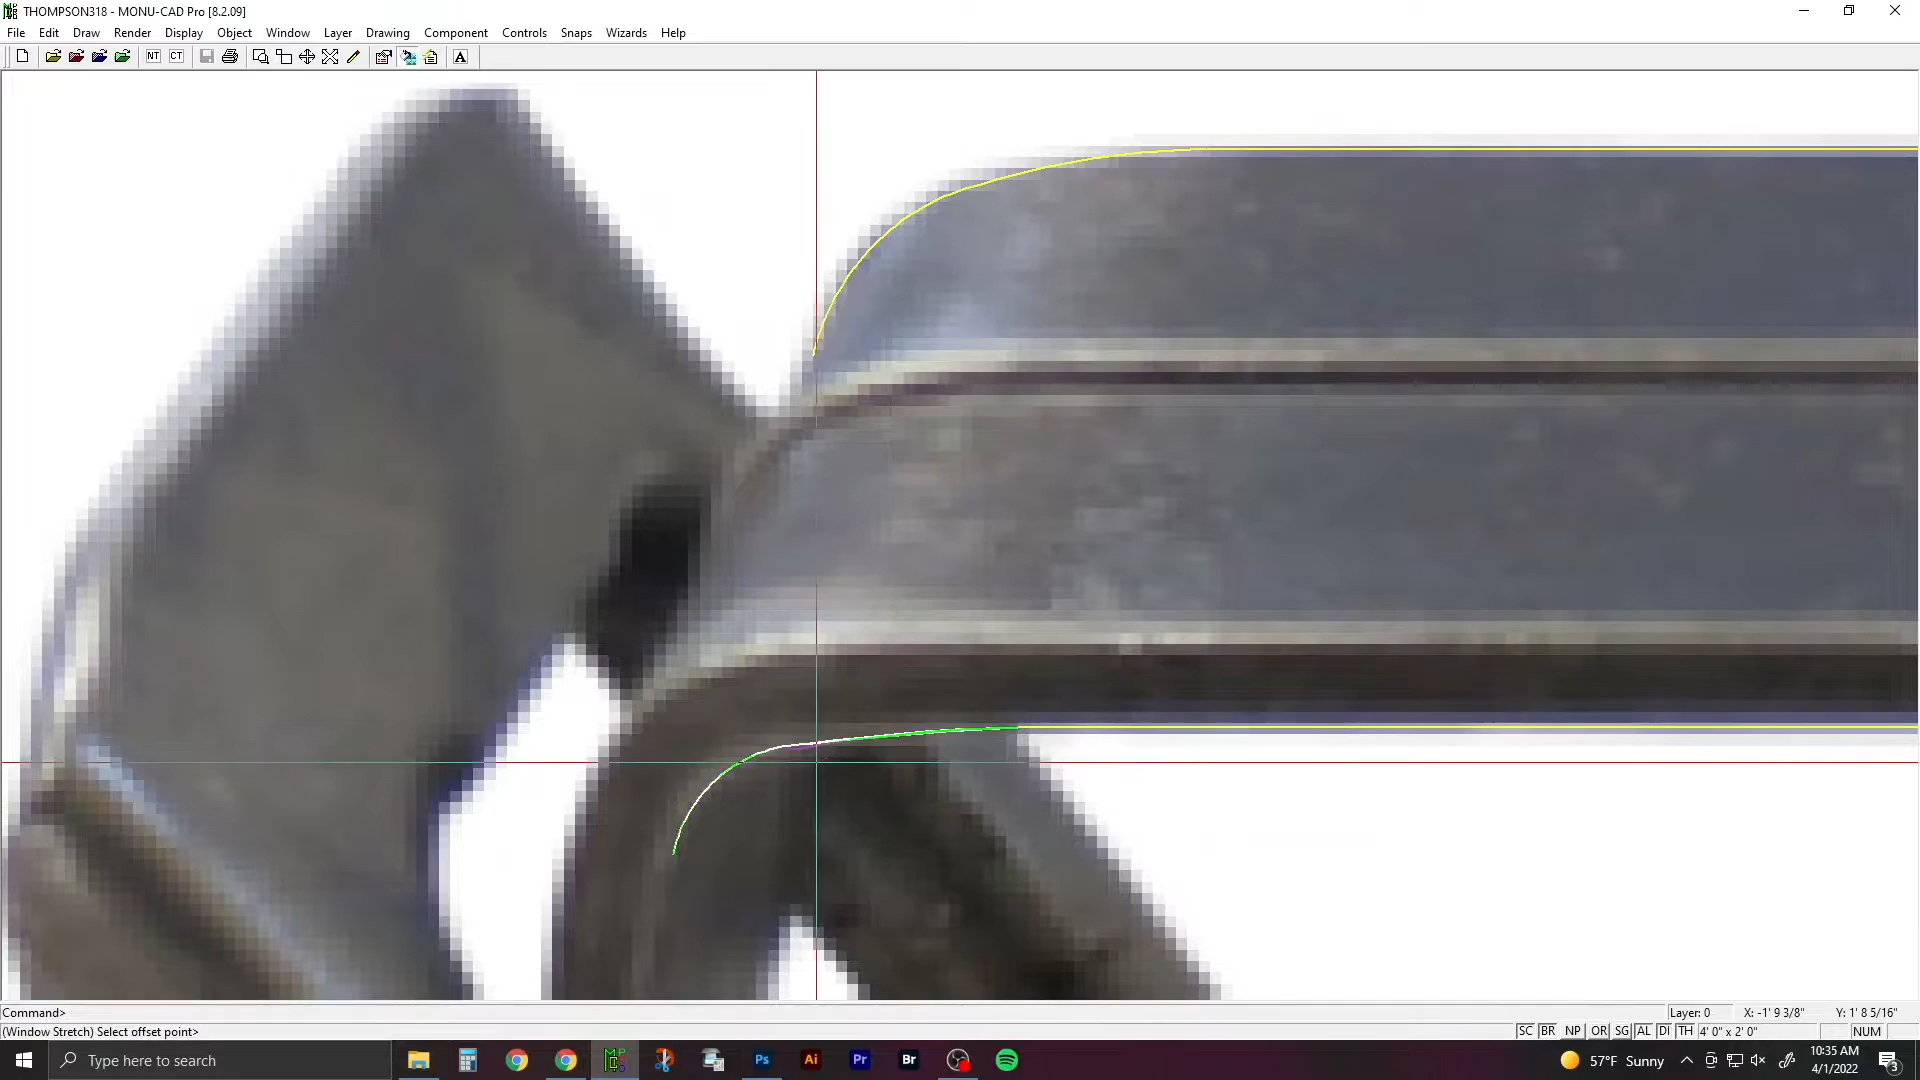 THOMPSON318 - MONU-CAD Pro [8.2.09]
File Edit Draw Render Display Object Window Layer Drawing Component Controls Snaps Wizards Help
NT CT A
Command> Layer: 0 X: -1' 9 3/8" Y: 1' 8 5/16"
(Window Stretch) Select offset point> SC BR NP OR SG AL DI TH 4' 0" x 2' 0" NUM
Type here to search Ps Ai Pr Br 57°F Sunny 10:35 AM
4/1/2022 3